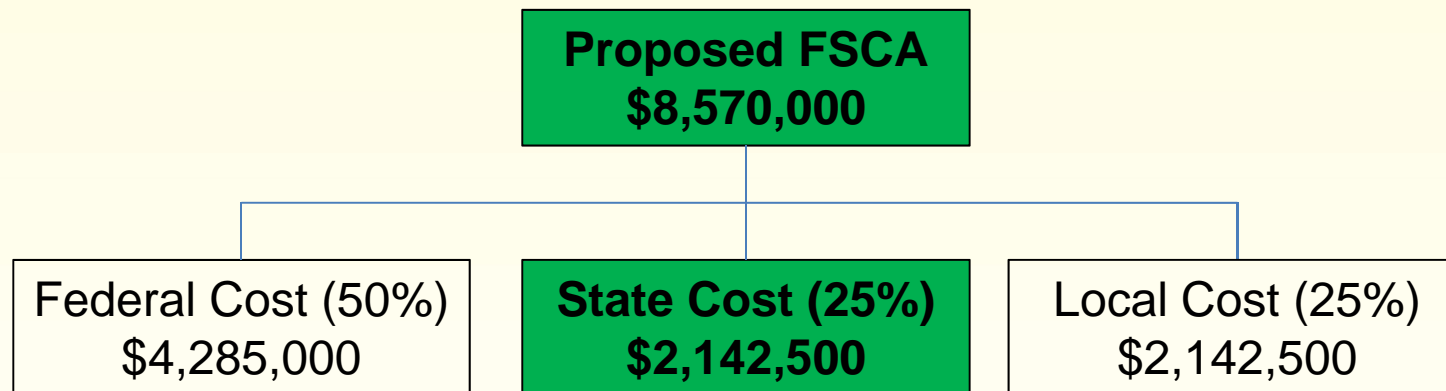 Proposed FSCA
$8,570,000
Federal Cost (50%)
$4,285,000
State Cost (25%)
$2,142,500
Local Cost (25%)
$2,142,500